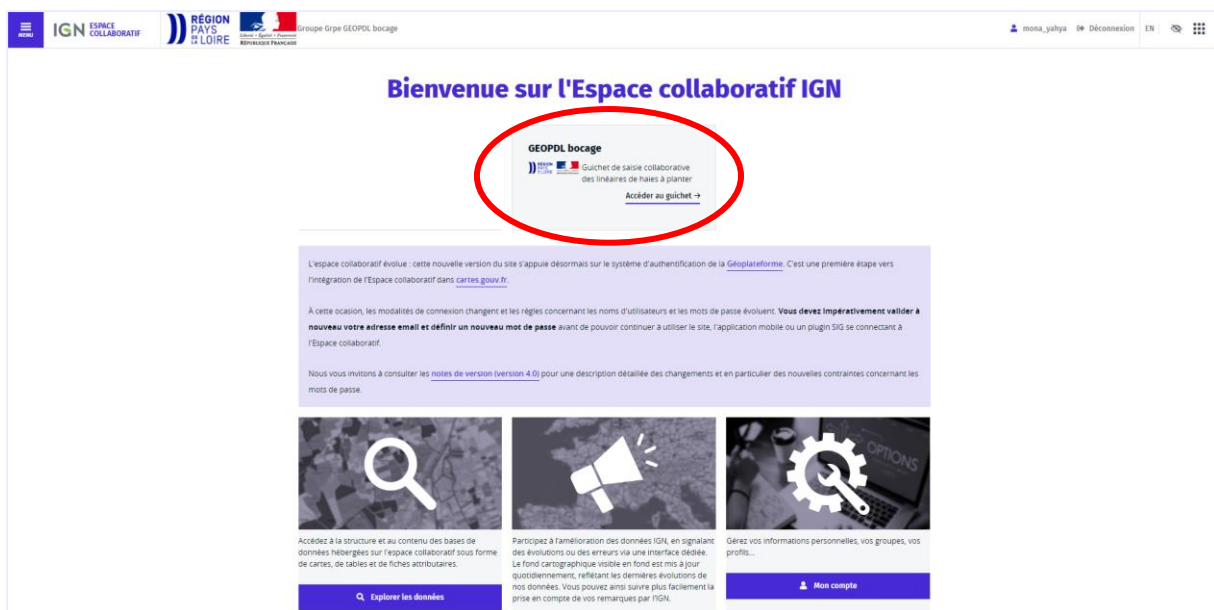 MENU
IGN ESPACE COLLABORATIF
RÉGION
PAYS
DE LA LOIRE
Liberté • Égalité • Fraternité
RÉPUBLIQUE FRANÇAISE
Groupe Grpe GEOPDL bocage
mona_yahya
Déconnexion
EN
Bienvenue sur l'Espace collaboratif IGN
GEOPDL bocage
Guichet de saisie collaborative
des linéaires de haies à planter
Accéder au guichet →
L'espace collaboratif évolue : cette nouvelle version du site s'appuie désormais sur le système d'authentification de la Géoplateforme. C'est une première étape vers
l'intégration de l'Espace collaboratif dans cartes.gouv.fr.
À cette ocasion, les modalités de connexion changent et les règles concernant les noms d'utilisateurs et les mots de passe évoluent. Vous devez impérativement valider à
nouveau votre adresse email et définir un nouveau mot de passe avant de pouvoir continuer à utiliser le site, l'application mobile ou un plugin SIG se connectant à
l'Espace collaboratif.
Nous vous invitons à consulter les notes de version (version 4.0) pour une description détaillée des changements et en particulier des nouvelles contraintes concernant les
mots de passe.
OPTIONS
Accédez à la structure et au contenu des bases de
données hébergées sur l'espace collaboratif sous forme
de cartes, de tables et de fiches attributaires.
Explorer les données
Participez à l'amélioration des données IGN, en signalant
des évolutions ou des erreurs via une interface dédiée.
Le fond cartographique visible en fond est mis à jour
quotidiennement, reflétant les dernières évolutions de
nos données. Vous pouvez ainsi suivre plus facilement la
prise en compte de vos remarques par l'IGN.
Gérez vos informations personnelles, vos groupes, vos
profils...
Mon compte